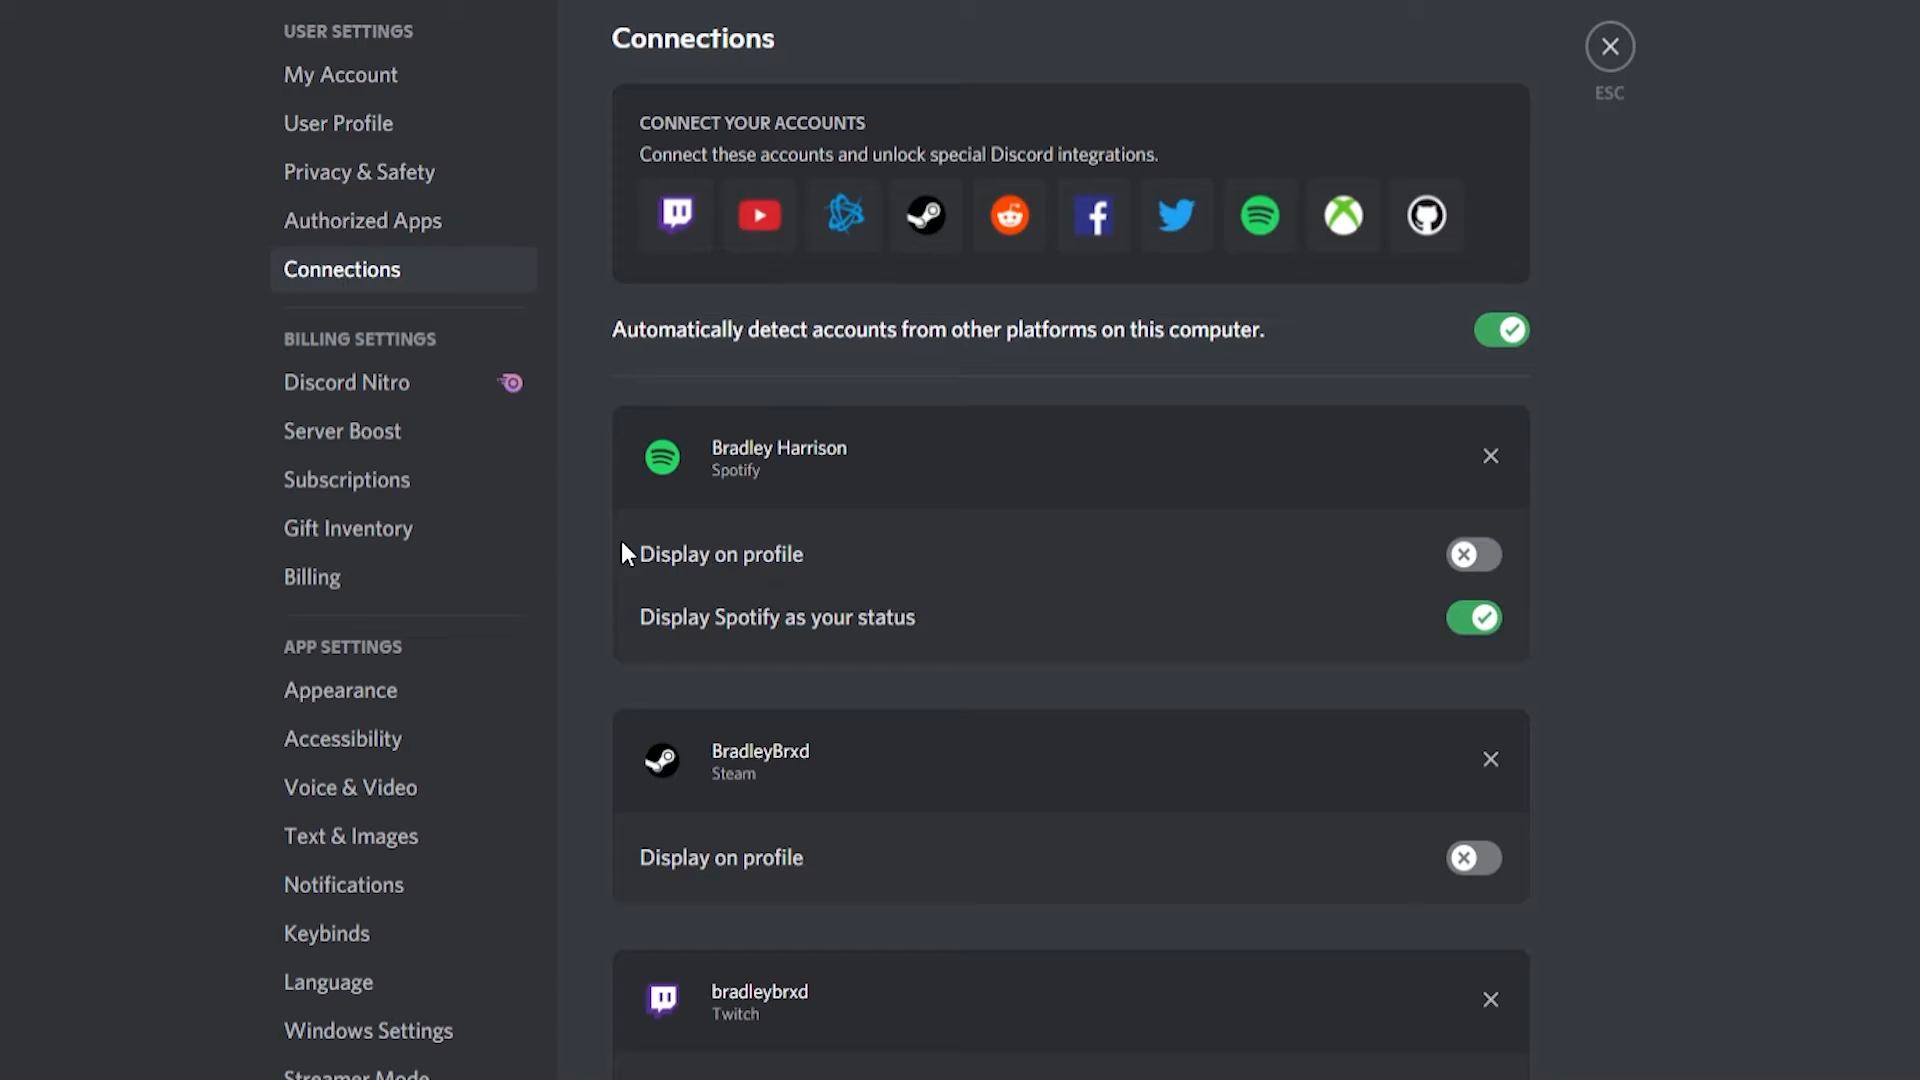 USER SETTINGS
My Account
User Profile
Privacy & Safety
Authorized Apps
Connections
BILLING SETTINGS
Discord Nitro
Server Boost
Subscriptions
Gift Inventory
Billing
APP SETTINGS
Appearance
Accessibility
Voice & Video
Text & Images
Notifications
Keybinds
Language
Windows Settings
Streamer Mode
Connections
ESC
CONNECT YOUR ACCOUNTS
Connect these accounts and unlock special Discord integrations.
Automatically detect accounts from other platforms on this computer.
Bradley Harrison
Spotify
Display on profile
Display Spotify as your status
BradleyBrxd
Steam
Display on profile
bradleybrxd
Twitch